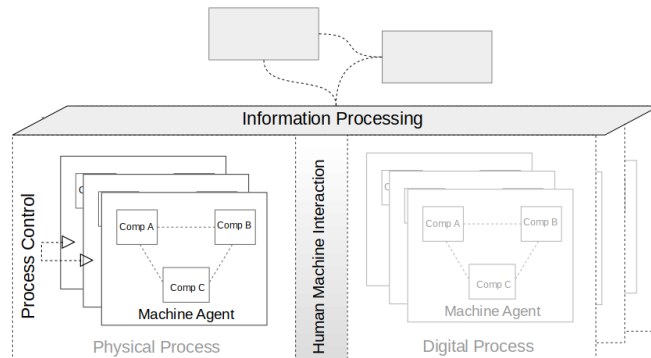 Information Processing
Process Control
Comp A
Comp B
Comp C
Machine Agent
Physical Process
Human Machine Interaction
Comp A
Comp B
Comp C
Machine Agent
Digital Process